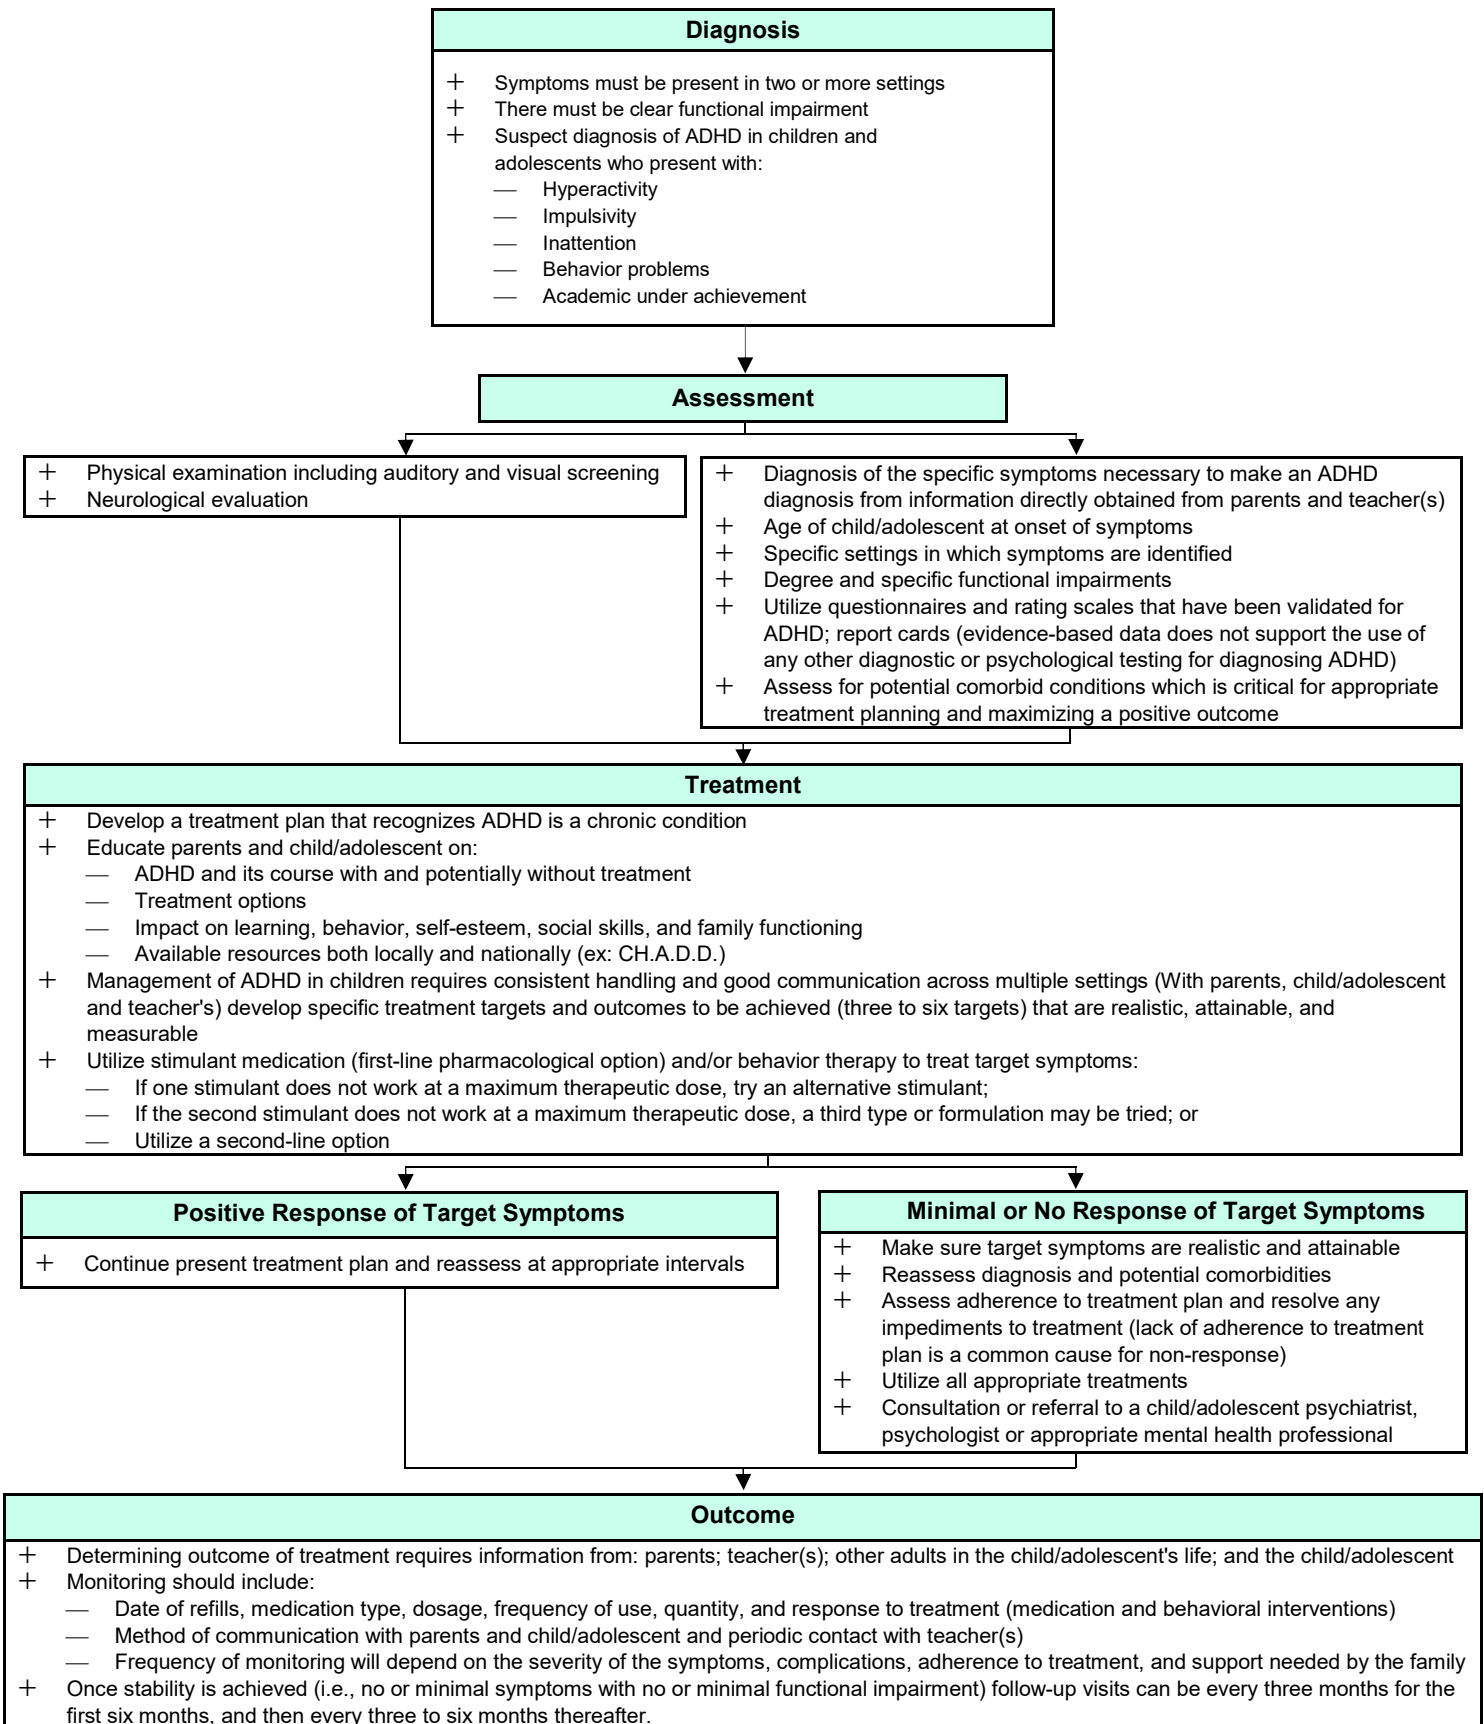 Diagnosis
+ Symptoms must be present in two or more settings
+ There must be clear functional impairment
+ Suspect diagnosis of ADHD in children and
adolescents who present with:
— Hyperactivity
— Impulsivity
— Inattention
— Behavior problems
— Academic under achievement
Assessment
+ Physical examination including auditory and visual screening
+ Neurological evaluation
+ Diagnosis of the specific symptoms necessary to make an ADHD
diagnosis from information directly obtained from parents and teacher(s)
+ Age of child/adolescent at onset of symptoms
+ Specific settings in which symptoms are identified
+ Degree and specific functional impairments
+ Utilize questionnaires and rating scales that have been validated for
ADHD; report cards (evidence-based data does not support the use of
any other diagnostic or psychological testing for diagnosing ADHD)
+ Assess for potential comorbid conditions which is critical for appropriate
treatment planning and maximizing a positive outcome
Treatment
+ Develop a treatment plan that recognizes ADHD is a chronic condition
+ Educate parents and child/adolescent on:
— ADHD and its course with and potentially without treatment
— Treatment options
— Impact on learning, behavior, self-esteem, social skills, and family functioning
— Available resources both locally and nationally (ex: CH.A.D.D.)
+ Management of ADHD in children requires consistent handling and good communication across multiple settings (With parents, child/adolescent
and teacher's) develop specific treatment targets and outcomes to be achieved (three to six targets) that are realistic, attainable, and
measurable
+ Utilize stimulant medication (first-line pharmacological option) and/or behavior therapy to treat target symptoms:
— If one stimulant does not work at a maximum therapeutic dose, try an alternative stimulant;
— If the second stimulant does not work at a maximum therapeutic dose, a third type or formulation may be tried; or
— Utilize a second-line option
Positive Response of Target Symptoms
+ Continue present treatment plan and reassess at appropriate intervals
Minimal or No Response of Target Symptoms
+ Make sure target symptoms are realistic and attainable
+ Reassess diagnosis and potential comorbidities
+ Assess adherence to treatment plan and resolve any
impediments to treatment (lack of adherence to treatment
plan is a common cause for non-response)
+ Utilize all appropriate treatments
+ Consultation or referral to a child/adolescent psychiatrist,
psychologist or appropriate mental health professional
Outcome
+ Determining outcome of treatment requires information from: parents; teacher(s); other adults in the child/adolescent's life; and the child/adolescent
+ Monitoring should include:
— Date of refills, medication type, dosage, frequency of use, quantity, and response to treatment (medication and behavioral interventions)
— Method of communication with parents and child/adolescent and periodic contact with teacher(s)
— Frequency of monitoring will depend on the severity of the symptoms, complications, adherence to treatment, and support needed by the family
+ Once stability is achieved (i.e., no or minimal symptoms with no or minimal functional impairment) follow-up visits can be every three months for the
first six months, and then every three to six months thereafter.